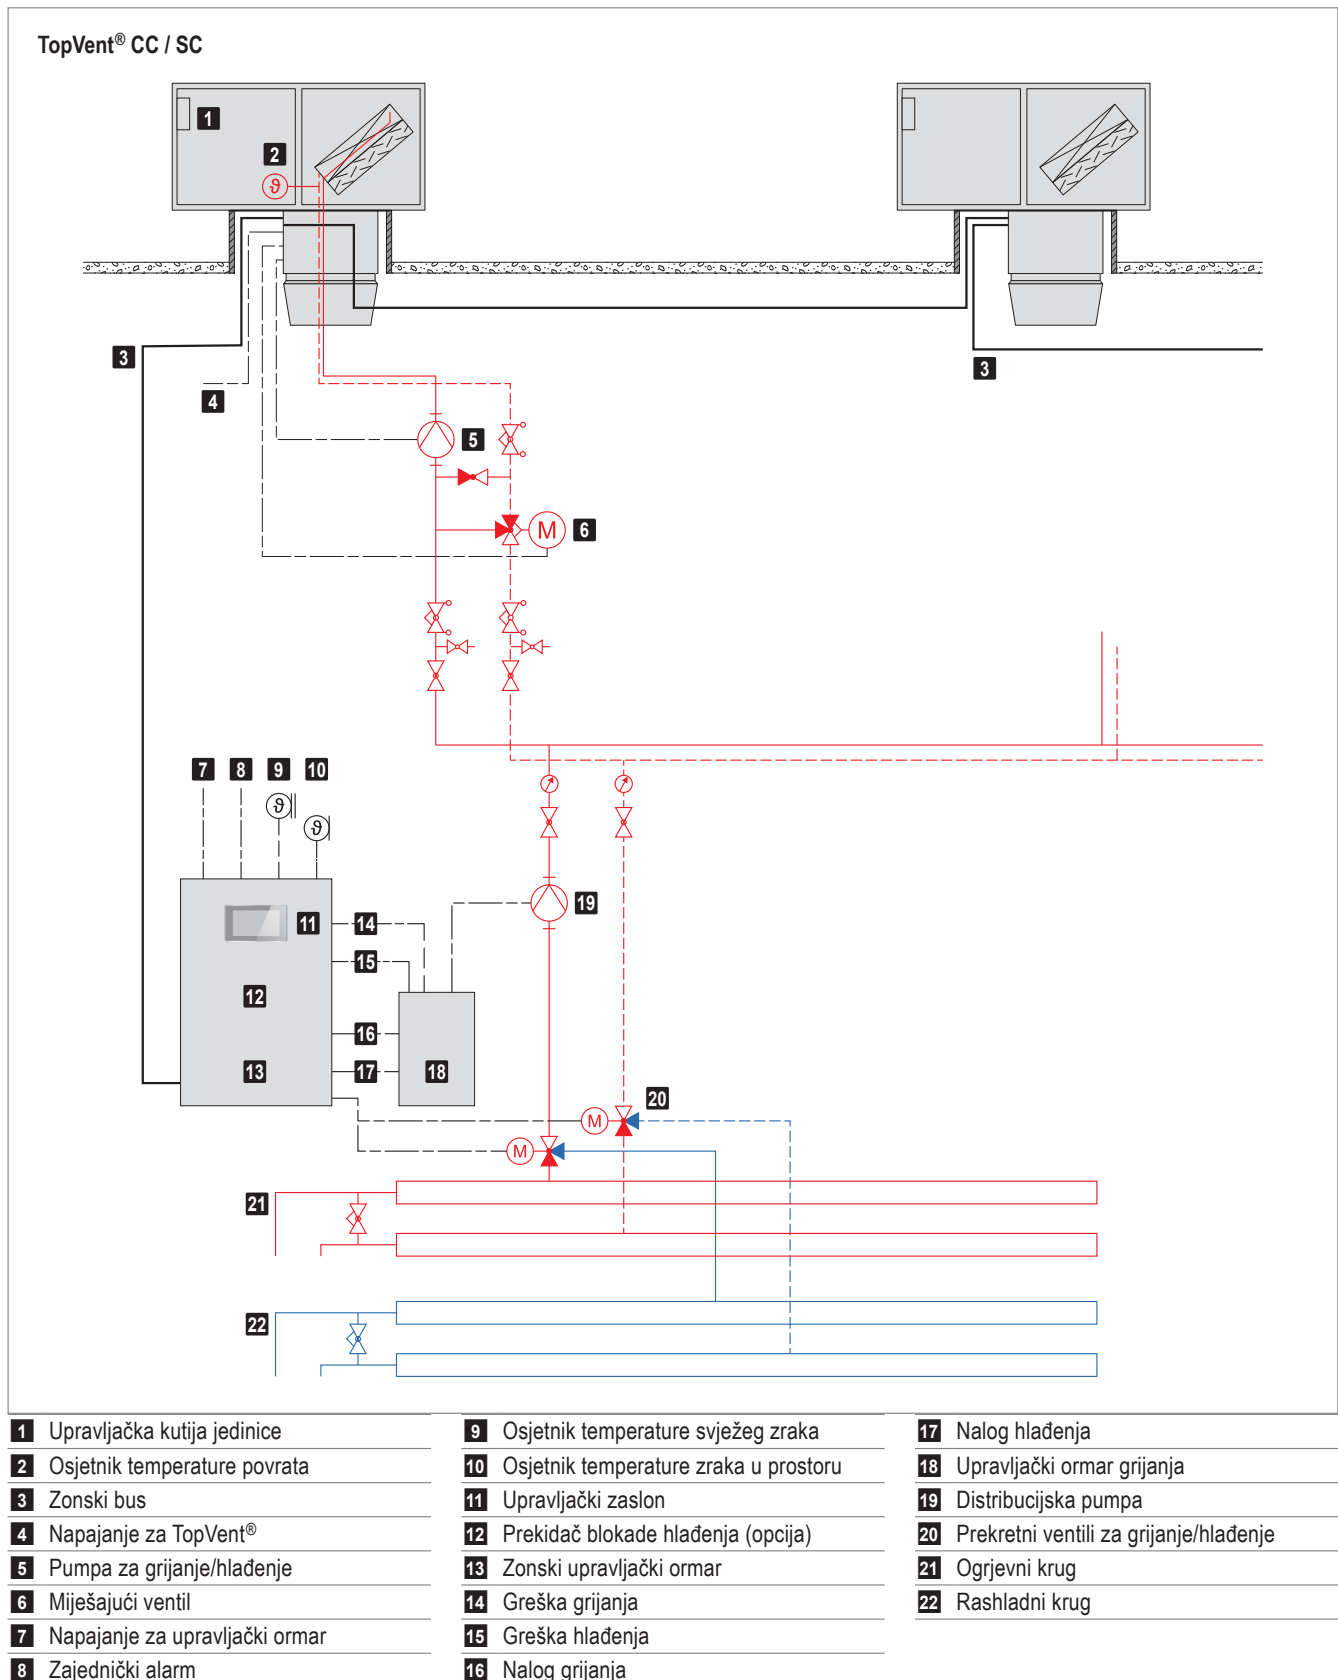 TopVent® CC / SC
1
2
ϑ
3
3
4
5
M
6
7
8
9
10
ϑ
ϑ
11
14
15
12
16
13
17
18
19
20
M
M
21
22
1 Upravljačka kutija jedinice
2 Osjetnik temperature povrata
3 Zonski bus
4 Napajanje za TopVent®
5 Pumpa za grijanje/hlađenje
6 Miješajući ventil
7 Napajanje za upravljački ormar
8 Zajednički alarm
9 Osjetnik temperature svježeg zraka
10 Osjetnik temperature zraka u prostoru
11 Upravljački zaslon
12 Prekidač blokade hlađenja (opcija)
13 Zonski upravljački ormar
14 Greška grijanja
15 Greška hlađenja
16 Nalog grijanja
17 Nalog hlađenja
18 Upravljački ormar grijanja
19 Distribucijska pumpa
20 Prekretni ventili za grijanje/hlađenje
21 Ogrjevni krug
22 Rashladni krug